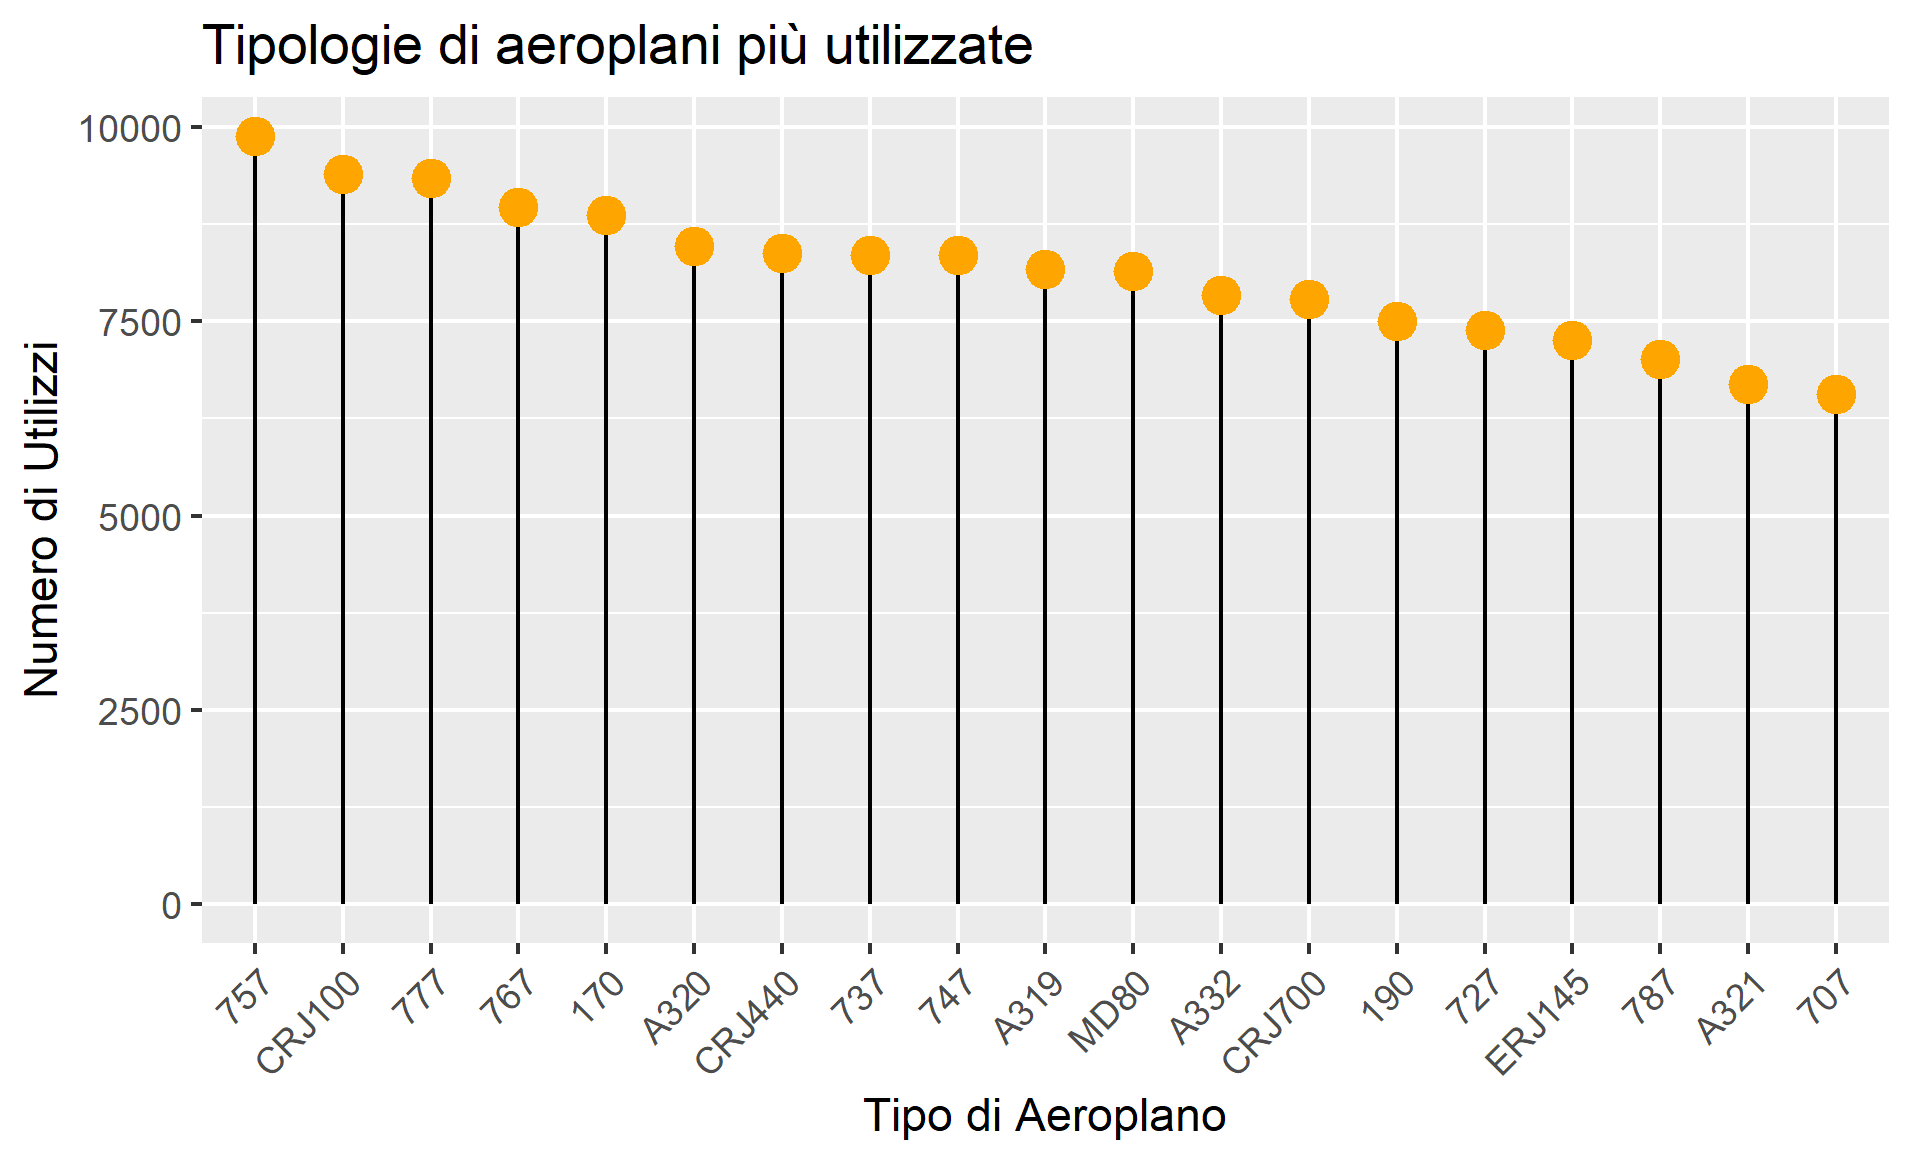 Tipologie di aeroplani più utilizzate
Numero di Utilizzi
10000
7500
5000
2500
0
757
CRJ100
777
767
170
A320
CRJ440
737
747
A319
MD80
A332
CRJ700
190
727
ERJ145
787
A321
707
Tipo di Aeroplano